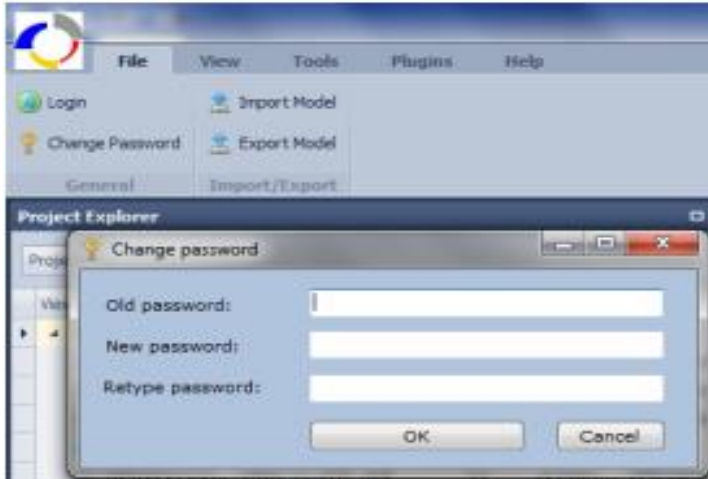 File View Tools Plugins Help
Login Import Model
Change Password Export Model
General Import/Export
Project Explorer
Change password
Old password:
New password:
Retype password:
OK Cancel